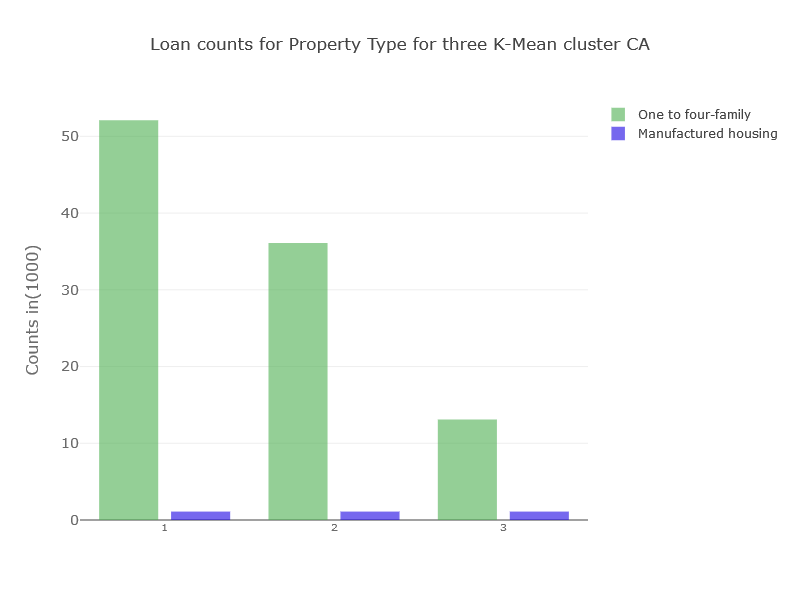 Loan counts for Property Type for three K-Mean cluster CA
One to four-family
Manufactured housing
Counts in(1000)
50
40
30
20
10
0
1 2 3